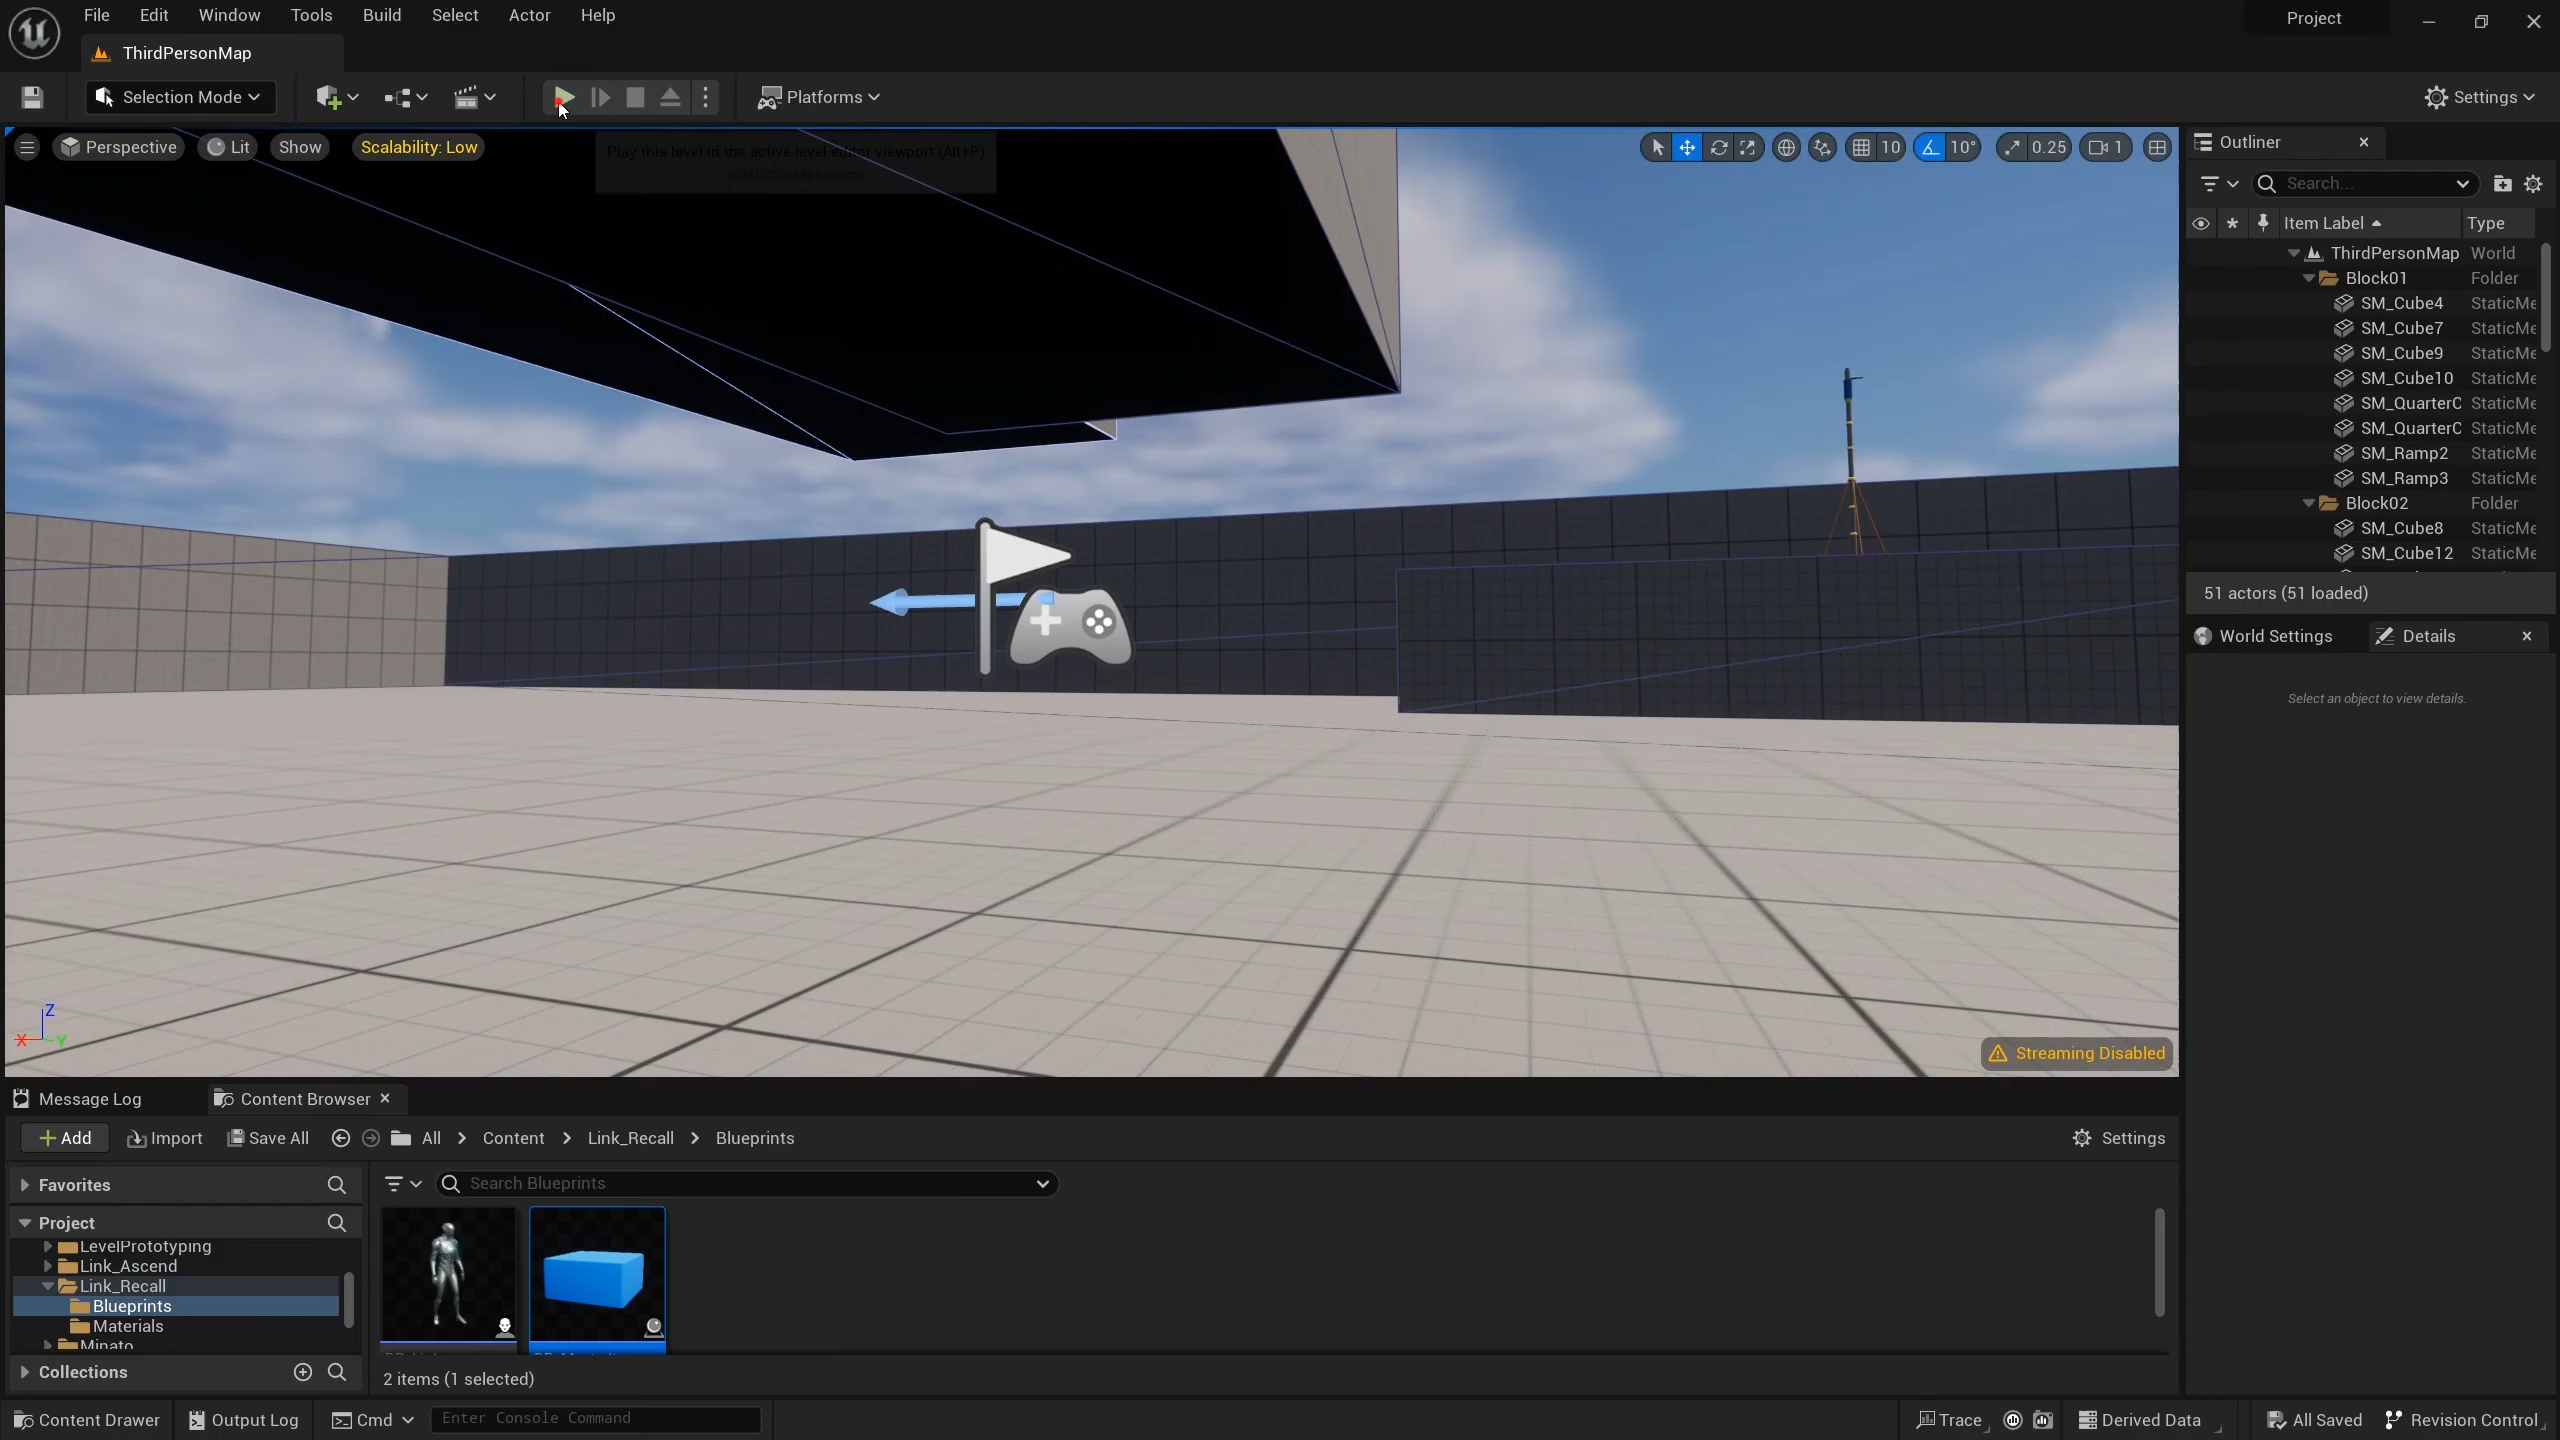 File Edit Window Tools Build Select Actor Help
Project
ThirdPersonMap
Selection Mode
Platforms
Settings
Perspective Lit Show Scalability: Low
Play this level in the active level editor viewport (Alt+P)
10 10° 0.25 1
Outliner
Search...
Item Label Type
ThirdPersonMap World
Block01 Folder
SM_Cube4 StaticMe
SM_Cube7 StaticMe
SM_Cube9 StaticMe
SM_Cube10 StaticMe
SM_QuarterC StaticMe
SM_QuarterC StaticMe
SM_Ramp2 StaticMe
SM_Ramp3 StaticMe
Block02 Folder
SM_Cube8 StaticMe
SM_Cube12 StaticMe
51 actors (51 loaded)
World Settings Details
Select an object to view details.
Z
X Y
Streaming Disabled
Message Log Content Browser
Add Import Save All All Content Link_Recall Blueprints Settings
Favorites
Search Blueprints
Project
LevelPrototyping
Link_Ascend
Link_Recall
Blueprints
Materials
Minato
Collections
2 items (1 selected)
Content Drawer Output Log Cmd Enter Console Command Trace Derived Data All Saved Revision Control